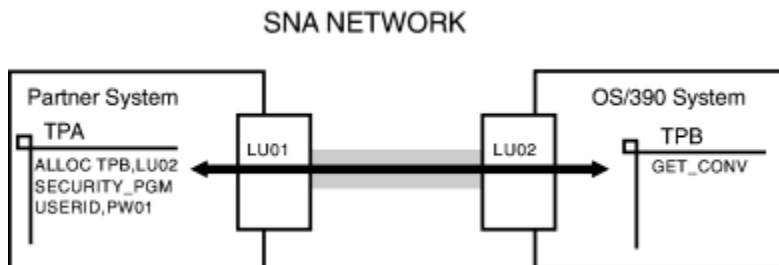 SNA NETWORK
Partner System
TPA
ALLOC TPB,LU02
SECURITY_PGM
USERID,PW01
LU01
LU02
OS/390 System
TPB
GET_CONV